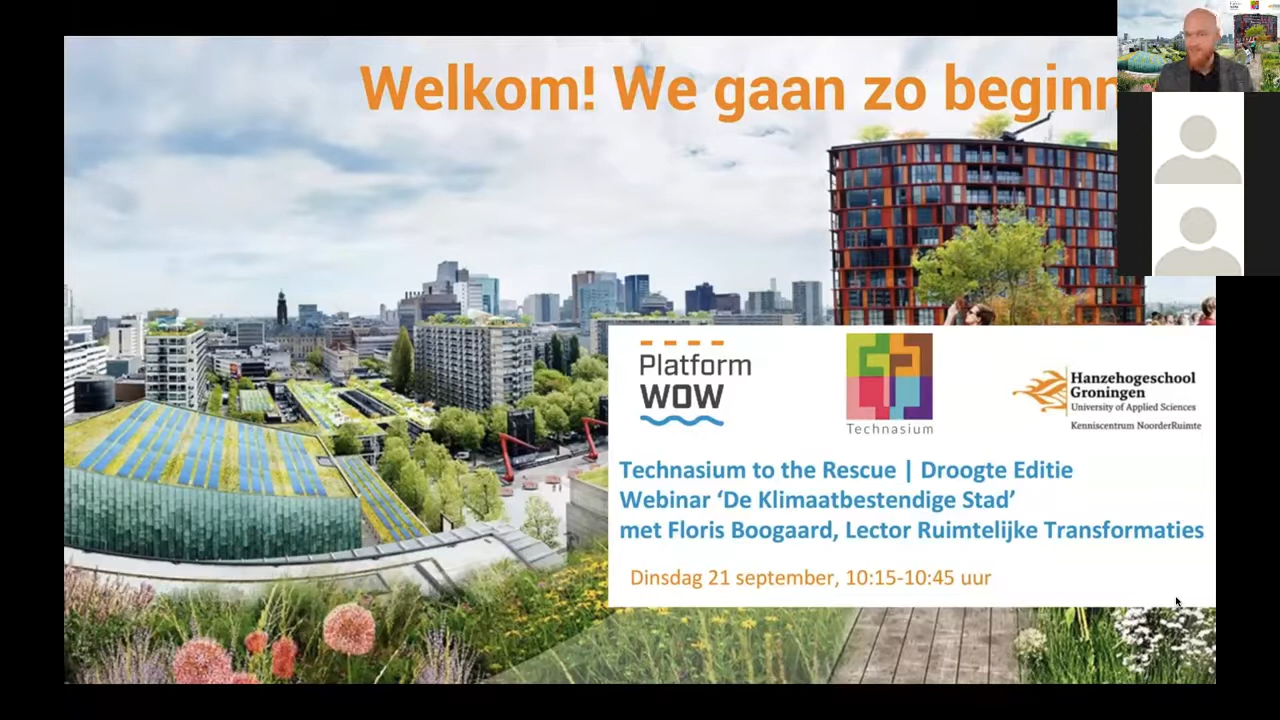 Welkom! We gaan zo beginn
Platform
WOW
Technasium
Hanzehogeschool
Groningen
University of Applied Sciences
Kenniscentrum NoorderRuimte
Technasium to the Rescue | Droogte Editie
Webinar ‘De Klimaatbestendige Stad’
met Floris Boogaard, Lector Ruimtelijke Transformaties
Dinsdag 21 september, 10:15-10:45 uur